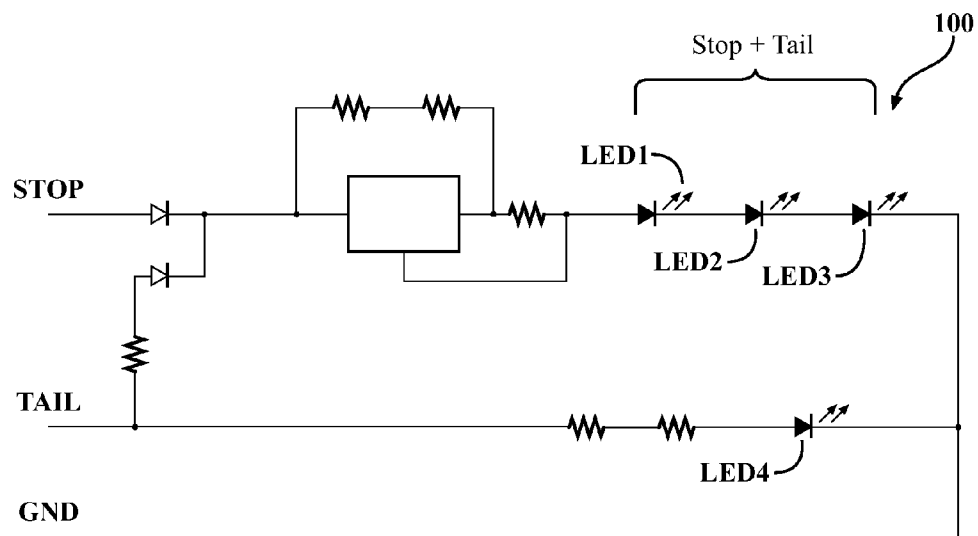 100
Stop + Tail
LED1
STOP
LED2
LED3
TAIL
LED4
GND